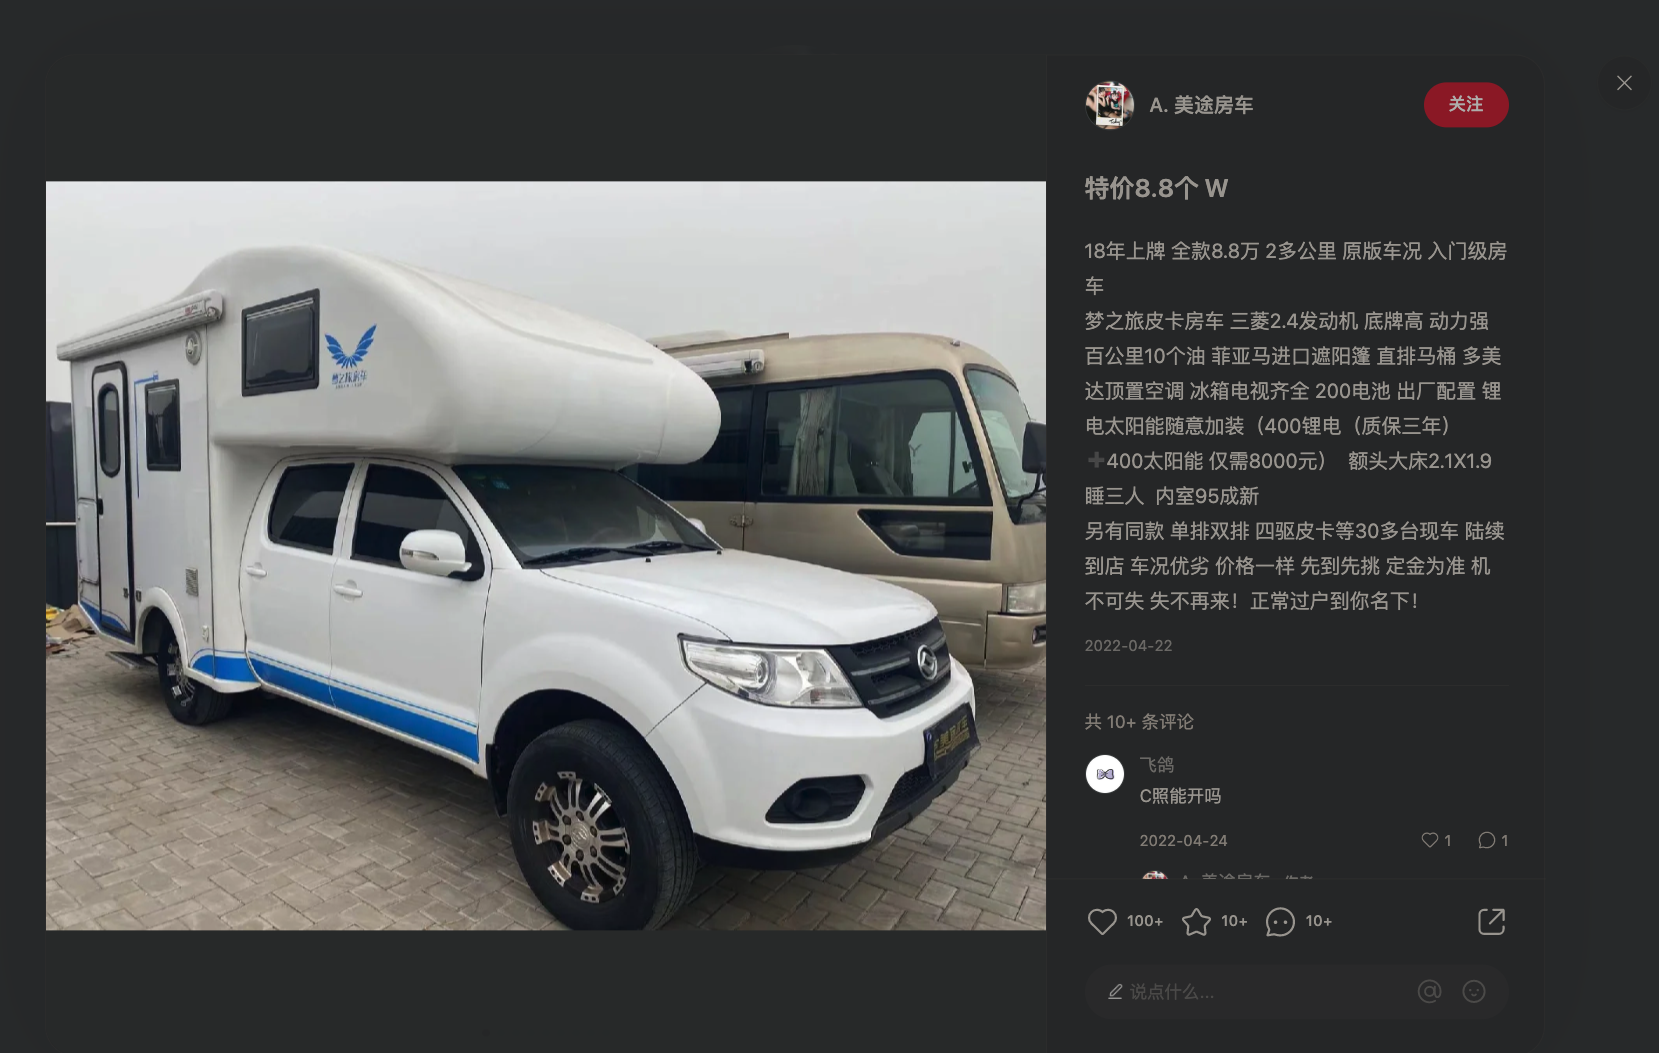 A. 美途房车
关注
特价8.8个 W
18年上牌 全款8.8万 2多公里 原版车况 入门级房
车
梦之旅皮卡房车 三菱2.4发动机 底牌高 动力强
百公里10个油 菲亚马进口遮阳篷 直排马桶 多美
达顶置空调 冰箱电视齐全 200电池 出厂配置 锂
电太阳能随意加装（400锂电（质保三年）
➕400太阳能 仅需8000元） 额头大床2.1X1.9
睡三人 内室95成新
另有同款 单排双排 四驱皮卡等30多台现车 陆续
到店 车况优劣 价格一样 先到先挑 定金为准 机
不可失 失不再来！正常过户到你名下！
2022-04-22
共 10+ 条评论
飞鸽
C照能开吗
2022-04-24
1
1
A. 美途房车 作者
100+
10+
10+
说点什么...
梦之旅房车